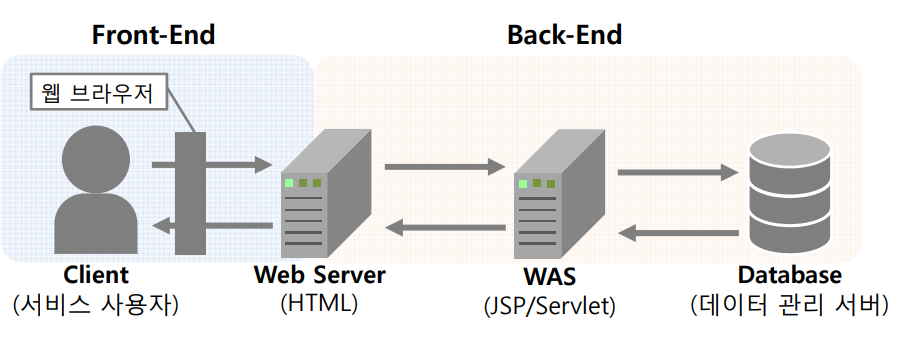 Front-End
Back-End
웹 브라우저
Client
(서비스 사용자)
Web Server
(HTML)
WAS
(JSP/Servlet)
Database
(데이터 관리 서버)